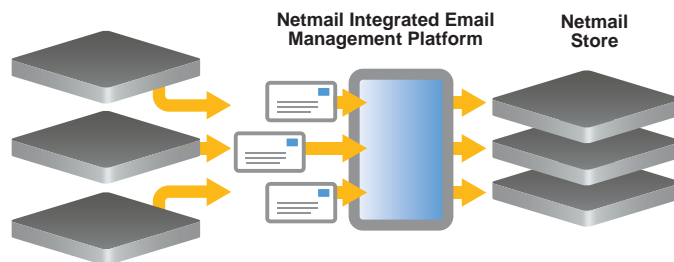 Netmail Integrated Email
Management Platform
Netmail
Store